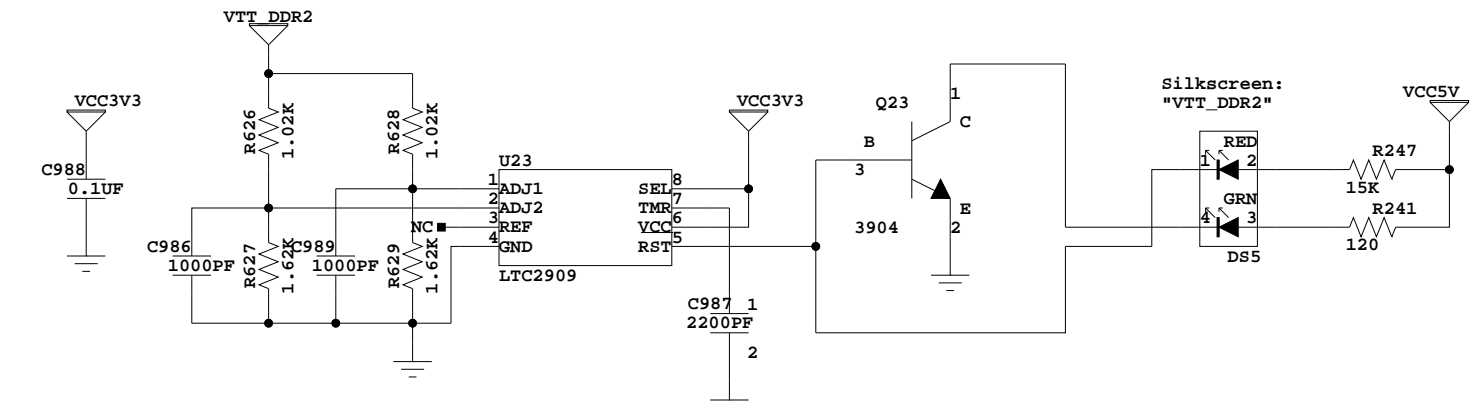 VTT_DDR2
VCC3V3
C988
0.1UF
R626
1.02K
R628
1.02K
C986
1000PF
R627
1.62K
C989
1000PF
R629
1.62K
NC
U23
1
ADJ1
2
ADJ2
3
REF
4
GND
SEL
8
TMR
7
VCC
6
RST
5
LTC2909
VCC3V3
C987
1
2200PF
2
Q23
1
C
B
3
E
2
3904
Silkscreen:
"VTT_DDR2"
RED
1
2
GRN
4
3
DS5
R247
15K
R241
120
VCC5V